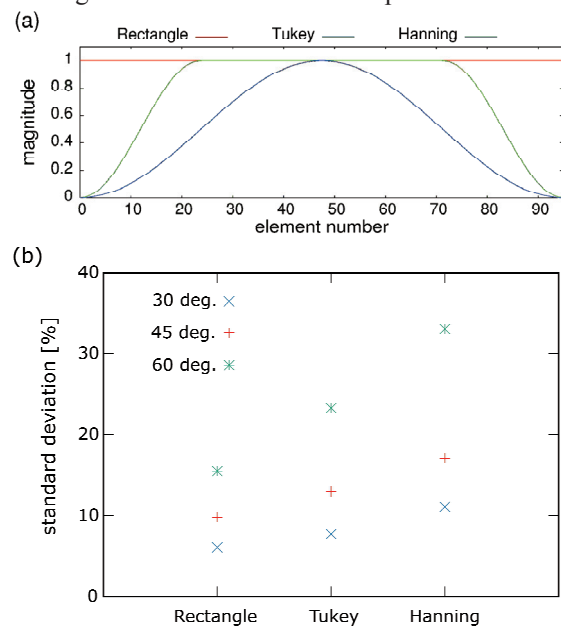 (a)
Rectangle Tukey Hanning
1
0.8
0.6
0.4
0.2
0
magnitude
0 10 20 30 40 50 60 70 80 90
element number
(b)
40
30
20
10
0
standard deviation [%]
30 deg.
45 deg.
60 deg.
Rectangle Tukey Hanning